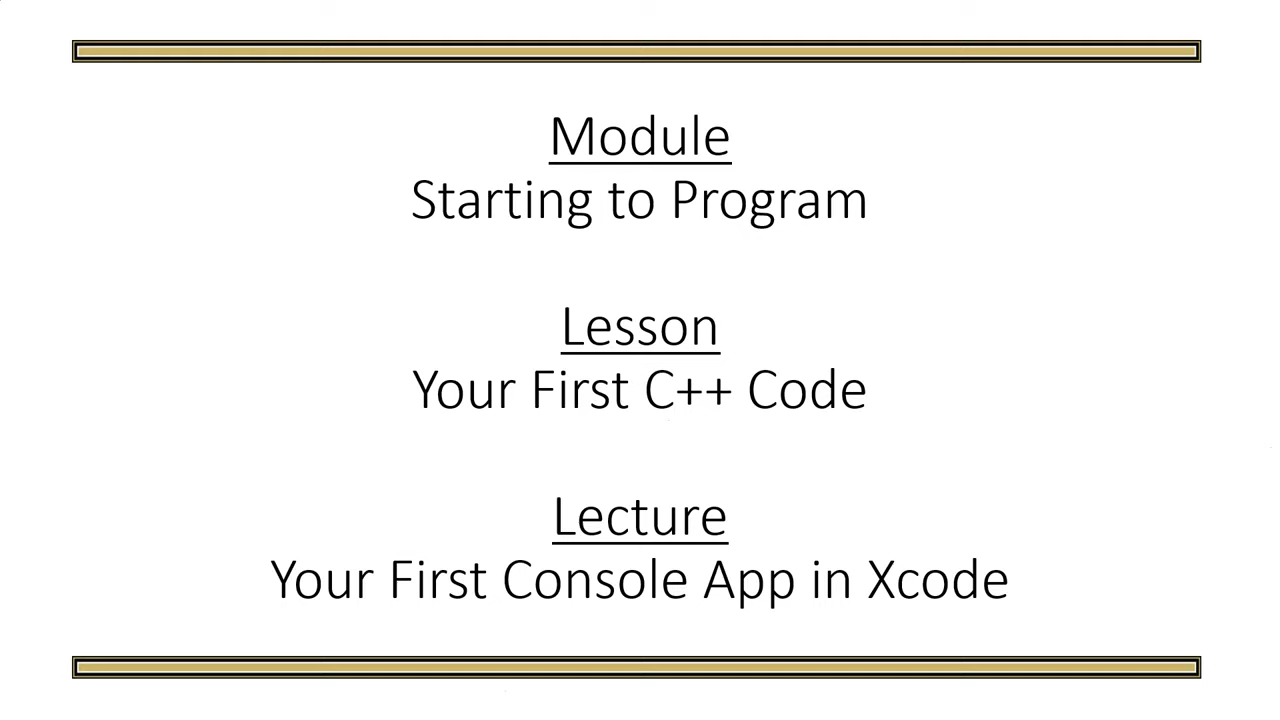 Module
Starting to Program
Lesson
Your First C++ Code
Lecture
Your First Console App in Xcode